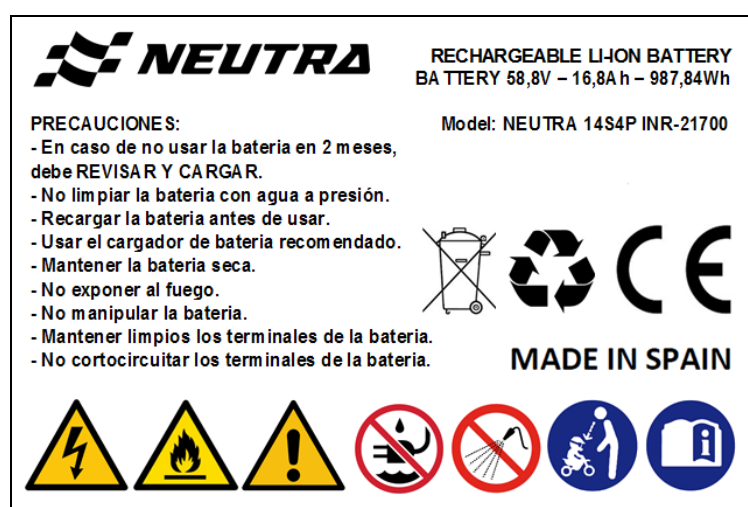 NEUTRA
RECHARGEABLE LI-ION BATTERY
BATTERY 58,8V – 16,8Ah – 987,84Wh
Model: NEUTRA 14S4P INR-21700
PRECAUCIONES:
- En caso de no usar la bateria en 2 meses,
debe REVISAR Y CARGAR.
- No limpiar la bateria con agua a presión.
- Recargar la bateria antes de usar.
- Usar el cargador de bateria recomendado.
- Mantener la bateria seca.
- No exponer al fuego.
- No manipular la bateria.
- Mantener limpios los terminales de la bateria.
- No cortocircuitar los terminales de la bateria.
CE
MADE IN SPAIN